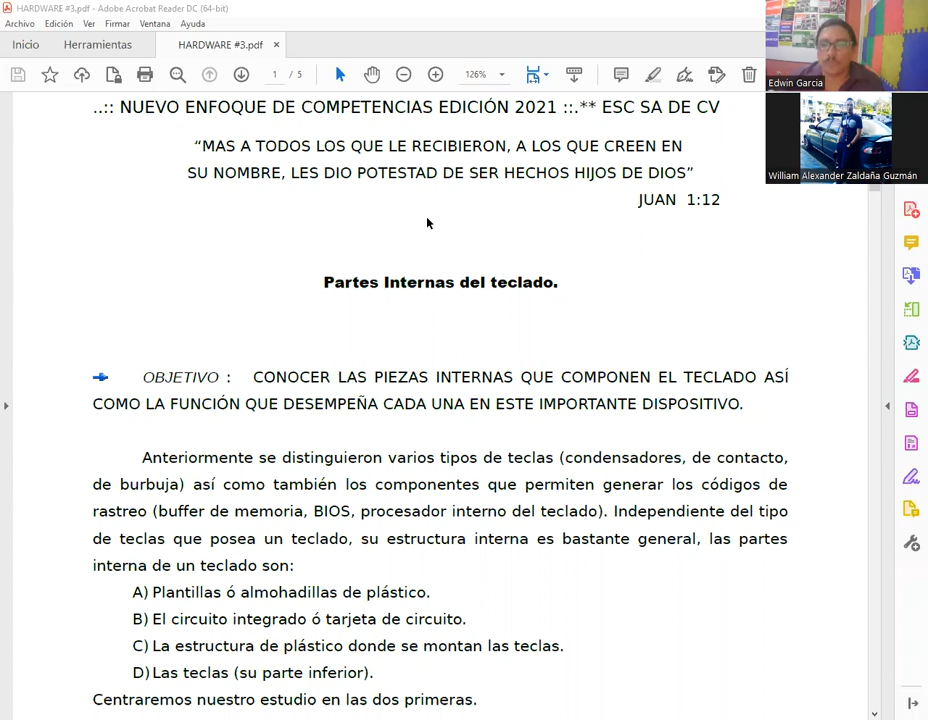 HARDWARE #3.pdf - Adobe Acrobat Reader DC (64-bit)
Archivo Edición Ver Firmar Ventana Ayuda
Inicio Herramientas HARDWARE #3.pdf ×
1 / 5 126%
..:: NUEVO ENFOQUE DE COMPETENCIAS EDICIÓN 2021 ::.** ESC SA DE CV
“MAS A TODOS LOS QUE LE RECIBIERON, A LOS QUE CREEN EN
SU NOMBRE, LES DIO POTESTAD DE SER HECHOS HIJOS DE DIOS”
JUAN 1:12
Partes Internas del teclado.
OBJETIVO : CONOCER LAS PIEZAS INTERNAS QUE COMPONEN EL TECLADO ASÍ
COMO LA FUNCIÓN QUE DESEMPEÑA CADA UNA EN ESTE IMPORTANTE DISPOSITIVO.
Anteriormente se distinguieron varios tipos de teclas (condensadores, de contacto,
de burbuja) así como también los componentes que permiten generar los códigos de
rastreo (buffer de memoria, BIOS, procesador interno del teclado). Independiente del tipo
de teclas que posea un teclado, su estructura interna es bastante general, las partes
interna de un teclado son:
A) Plantillas ó almohadillas de plástico.
B) El circuito integrado ó tarjeta de circuito.
C) La estructura de plástico donde se montan las teclas.
D) Las teclas (su parte inferior).
Centraremos nuestro estudio en las dos primeras.
Edwin Garcia
William Alexander Zaldaña Guzmán